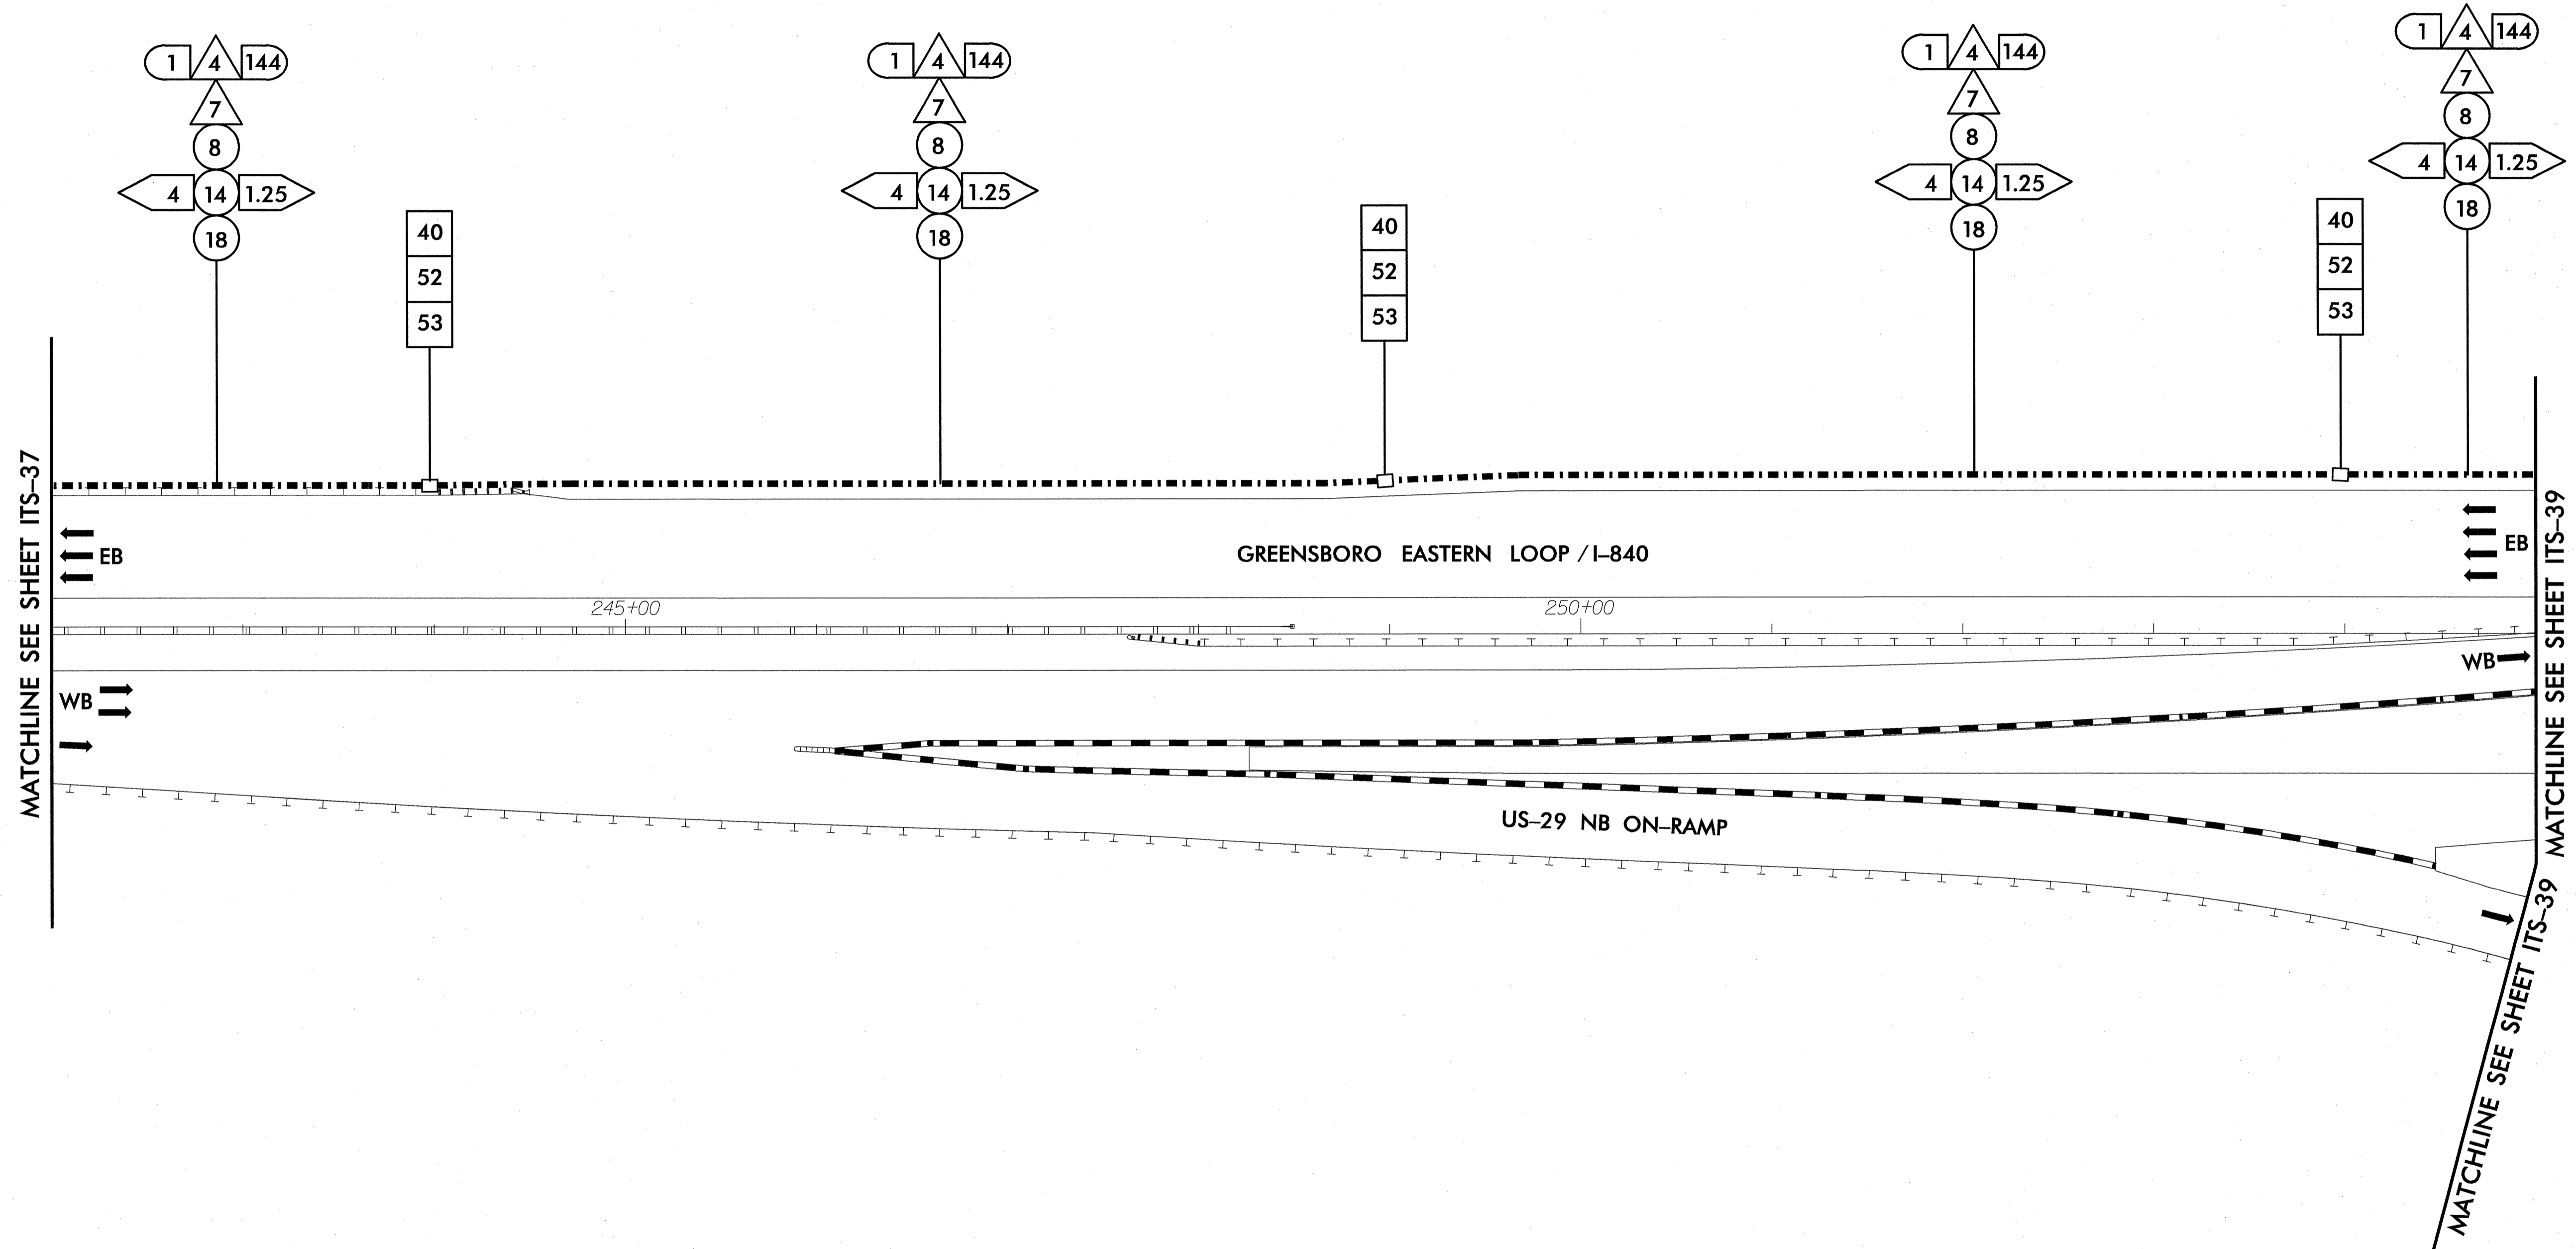 1 4 144
7
8
4 14 1.25
18
40
52
53
1 4 144
7
8
4 14 1.25
18
40
52
53
1 4 144
7
8
4 14 1.25
18
40
52
53
1 4 144
7
8
4 14 1.25
18
MATCHLINE SEE SHEET ITS–37
EB
GREENSBORO EASTERN LOOP / I–840
EB
MATCHLINE SEE SHEET ITS–39
245+00
250+00
WB
WB
US–29 NB ON–RAMP
MATCHLINE SEE SHEET ITS–39